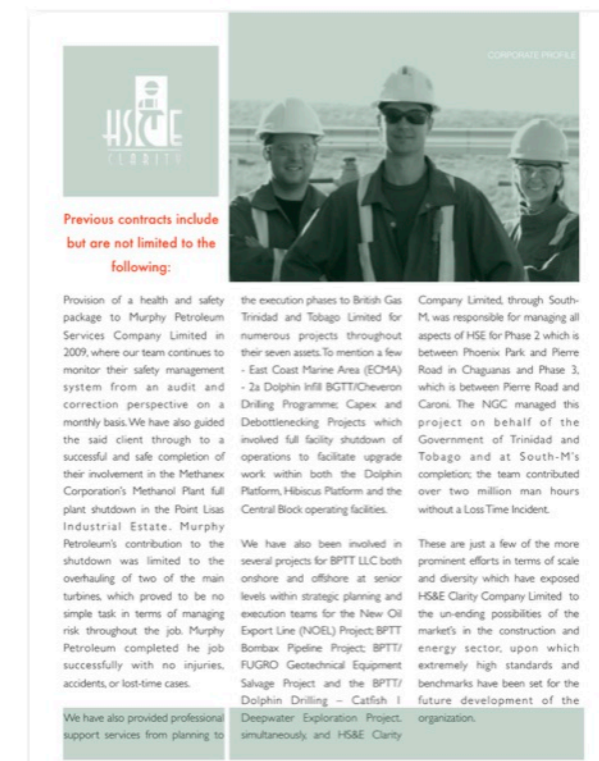 CORPORATE PROFILE
HS&E
CLARITY
Previous contracts include
but are not limited to the
following:
Provision of a health and safety
package to Murphy Petroleum
Services Company Limited in
2009, where our team continues to
monitor their safety management
system from an audit and
correction perspective on a
monthly basis. We have also guided
the said client through to a
successful and safe completion of
their involvement in the Methanex
Corporation's Methanol Plant full
plant shutdown in the Point Lisas
Industrial Estate. Murphy
Petroleum's contribution to the
shutdown was limited to the
overhauling of two of the main
turbines, which proved to be no
simple task in terms of managing
risk throughout the job. Murphy
Petroleum completed he job
successfully with no injuries,
accidents, or lost-time cases.
We have also provided professional
support services from planning to
the execution phases to British Gas
Trinidad and Tobago Limited for
numerous projects throughout
their seven assets. To mention a few
- East Coast Marine Area (ECMA)
- 2a Dolphin Infill BGTT/Cheveron
Drilling Programme; Capex and
Debottlenecking Projects which
involved full facility shutdown of
operations to facilitate upgrade
work within both the Dolphin
Platform, Hibiscus Platform and the
Central Block operating facilities.
We have also been involved in
several projects for BPTT LLC both
onshore and offshore at senior
levels within strategic planning and
execution teams for the New Oil
Export Line (NOEL) Project; BPTT
Bombax Pipeline Project; BPTT/
FUGRO Geotechnical Equipment
Salvage Project and the BPTT/
Dolphin Drilling – Catfish 1
Deepwater Exploration Project.
simultaneously, and HS&E Clarity
Company Limited, through South-
M, was responsible for managing all
aspects of HSE for Phase 2 which is
between Phoenix Park and Pierre
Road in Chaguanas and Phase 3,
which is between Pierre Road and
Caroni. The NGC managed this
project on behalf of the
Government of Trinidad and
Tobago and at South-M's
completion; the team contributed
over two million man hours
without a Loss Time Incident.
These are just a few of the more
prominent efforts in terms of scale
and diversity which have exposed
HS&E Clarity Company Limited to
the un-ending possibilities of the
market's in the construction and
energy sector, upon which
extremely high standards and
benchmarks have been set for the
future development of the
organization.